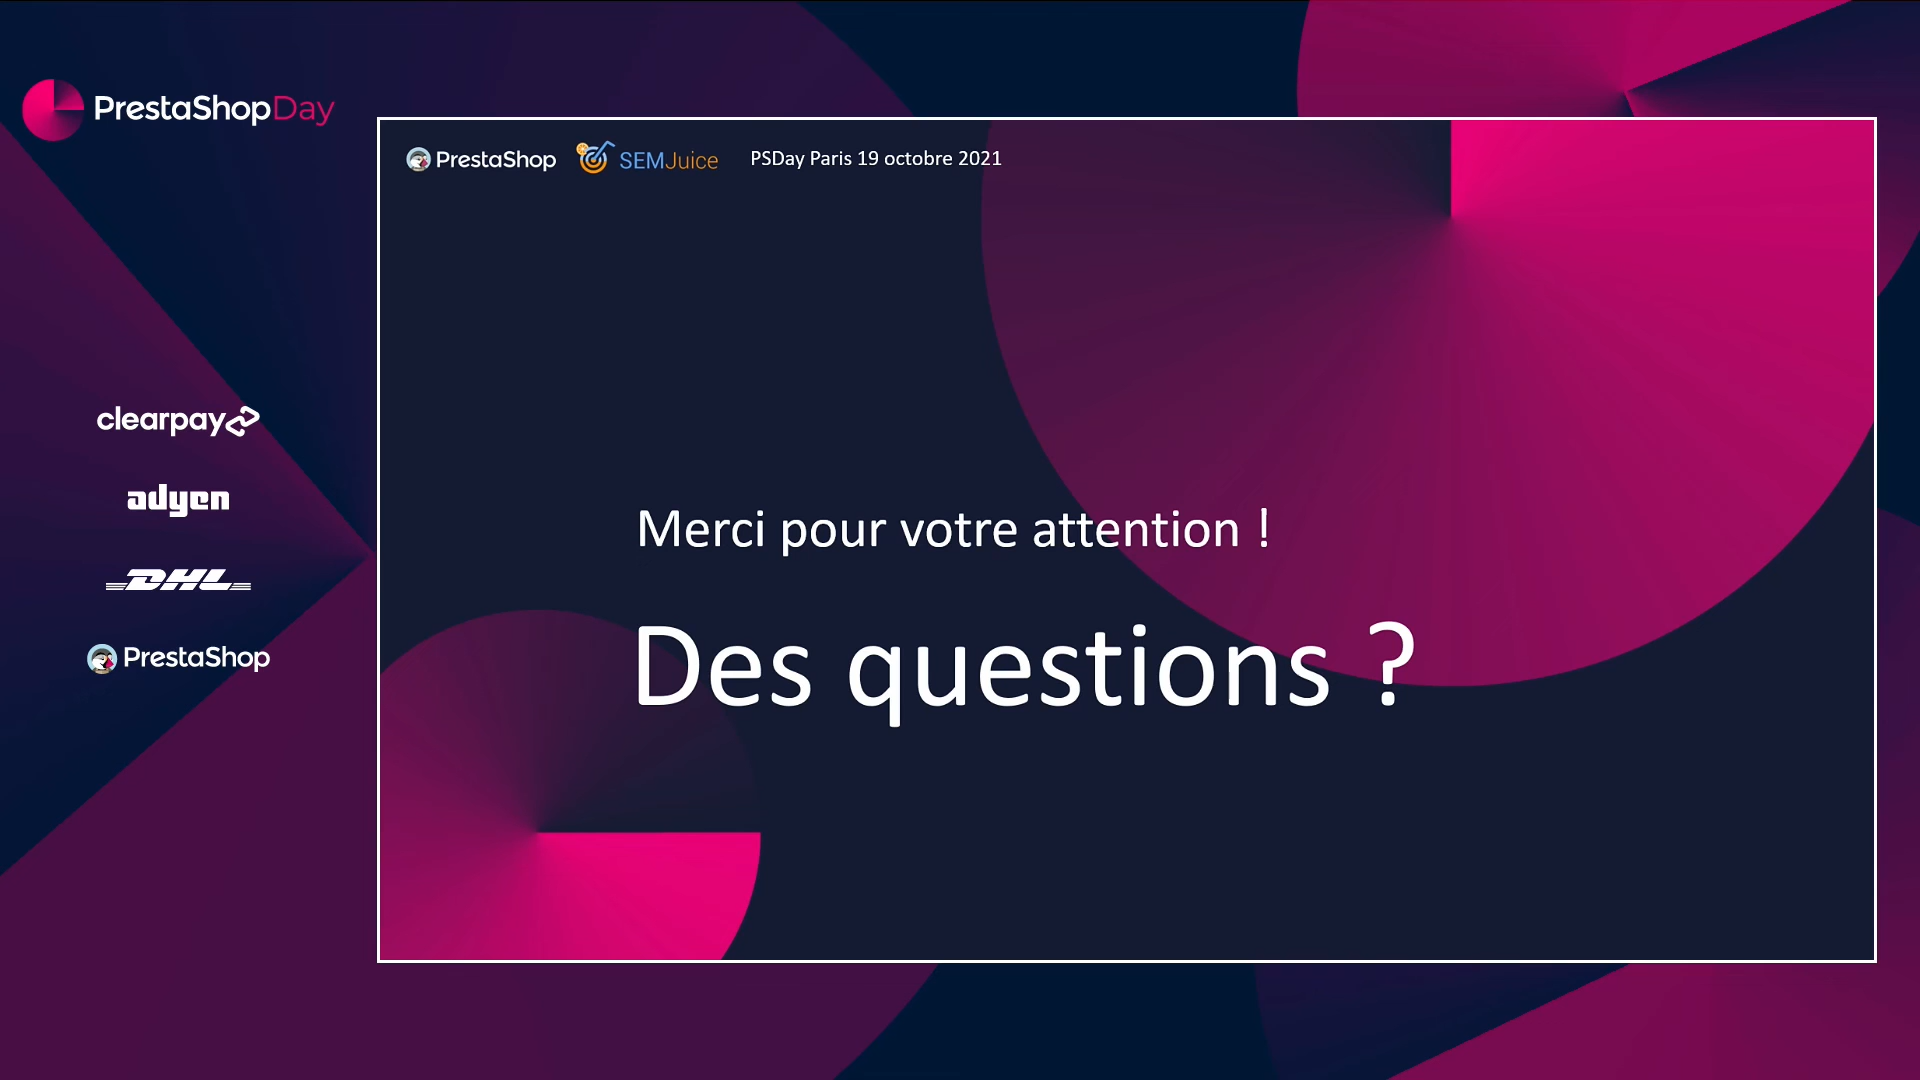 PrestaShopDay
PrestaShop SEMJuice PSDay Paris 19 octobre 2021
clearpay
adyen
DHL
PrestaShop
Merci pour votre attention !
Des questions ?